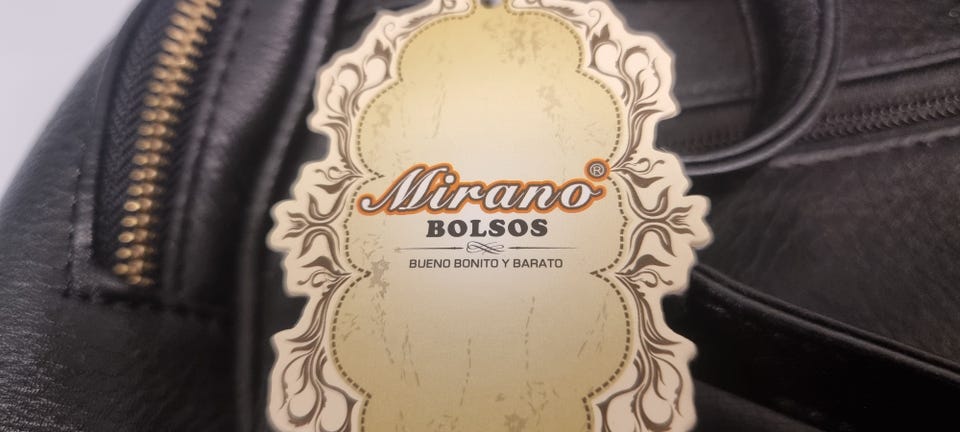 Mirano®
BOLSOS
BUENO BONITO Y BARATO